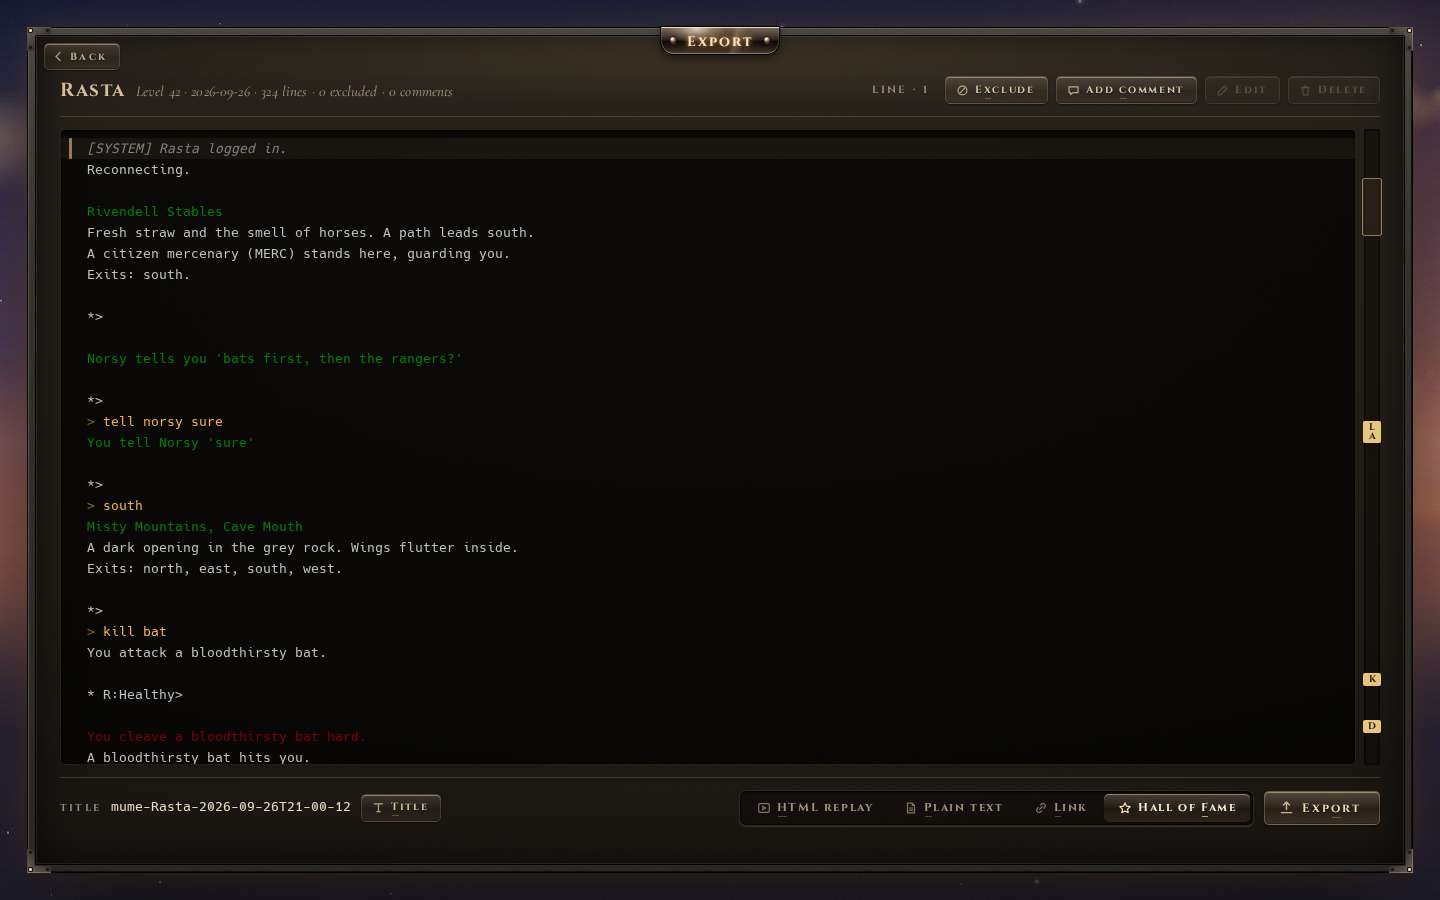 Export
Back
Rasta Level 42 · 2026-09-26 · 324 lines · 0 excluded · 0 comments LINE · 1 Exclude Add comment Edit Delete
[SYSTEM] Rasta logged in.
Reconnecting.
Rivendell Stables
Fresh straw and the smell of horses. A path leads south.
A citizen mercenary (MERC) stands here, guarding you.
Exits: south.
*>
Norsy tells you 'bats first, then the rangers?'
*>
> tell norsy sure
You tell Norsy 'sure'
*>
> south
Misty Mountains, Cave Mouth
A dark opening in the grey rock. Wings flutter inside.
Exits: north, east, south, west.
*>
> kill bat
You attack a bloodthirsty bat.
* R:Healthy>
You cleave a bloodthirsty bat hard.
A bloodthirsty bat hits you.
L
A
K
D
TITLE mume-Rasta-2026-09-26T21-00-12 Title HTML replay Plain text Link Hall of Fame Export